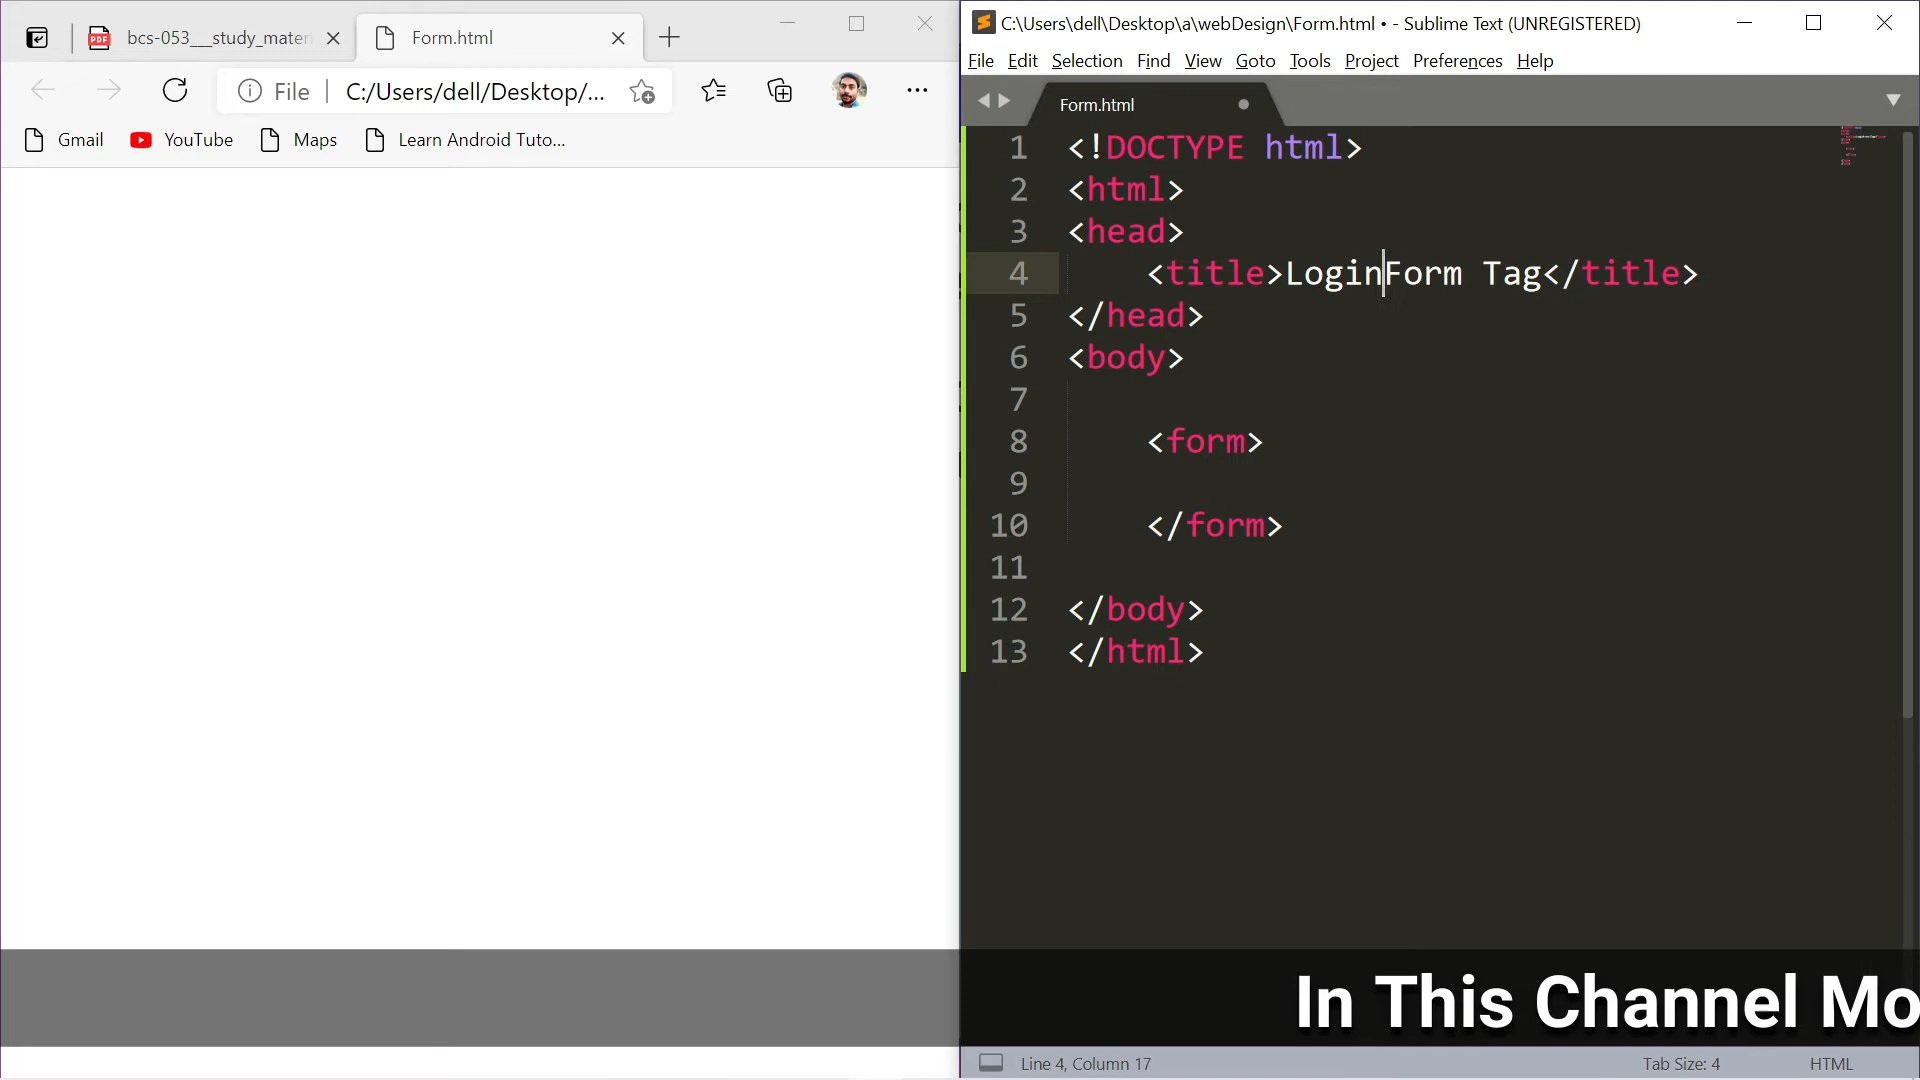 bcs-053___study_materi
Form.html
File
C:/Users/dell/Desktop/...
Gmail
YouTube
Maps
Learn Android Tuto...
C:\Users\dell\Desktop\a\webDesign\Form.html • - Sublime Text (UNREGISTERED)
File Edit Selection Find View Goto Tools Project Preferences Help
Form.html
1 <!DOCTYPE html>
2 <html>
3 <head>
4 <title>LoginForm Tag</title>
5 </head>
6 <body>
7
8 <form>
9
10 </form>
11
12 </body>
13 </html>
In This Channel Mo
Line 4, Column 17
Tab Size: 4
HTML